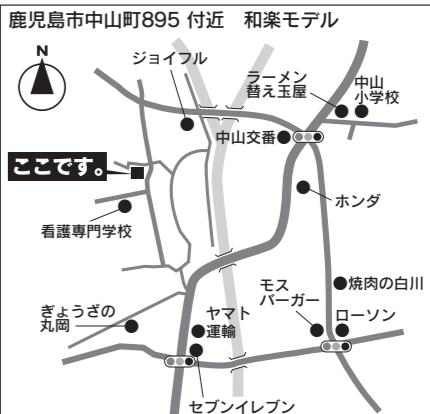 鹿児島市中山町895 付近　和楽モデル
N
ジョイフル
ラーメン
替え玉屋
中山
小学校
中山交番
ここです。
ホンダ
看護専門学校
焼肉の白川
モス
バーガー
ローソン
ぎょうざの
丸岡
ヤマト
運輸
セブンイレブン